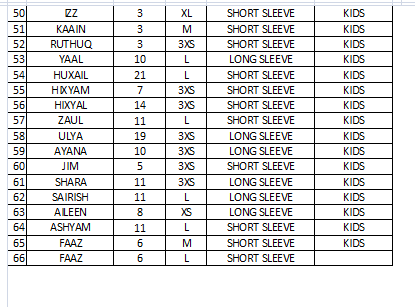 50 IZZ 3 XL SHORT SLEEVE KIDS
51 KAAIN 3 M SHORT SLEEVE KIDS
52 RUTHUQ 3 3XS SHORT SLEEVE KIDS
53 YAAL 10 L LONG SLEEVE KIDS
54 HUXAIL 21 L SHORT SLEEVE KIDS
55 HIXYAM 7 3XS SHORT SLEEVE KIDS
56 HIXYAL 14 3XS SHORT SLEEVE KIDS
57 ZAUL 11 L SHORT SLEEVE KIDS
58 ULYA 19 3XS LONG SLEEVE KIDS
59 AYANA 10 3XS LONG SLEEVE KIDS
60 JIM 5 3XS SHORT SLEEVE KIDS
61 SHARA 11 3XS LONG SLEEVE KIDS
62 SAIRISH 11 L LONG SLEEVE KIDS
63 AILEEN 8 XS LONG SLEEVE KIDS
64 ASHYAM 11 L SHORT SLEEVE KIDS
65 FAAZ 6 M SHORT SLEEVE KIDS
66 FAAZ 6 L SHORT SLEEVE